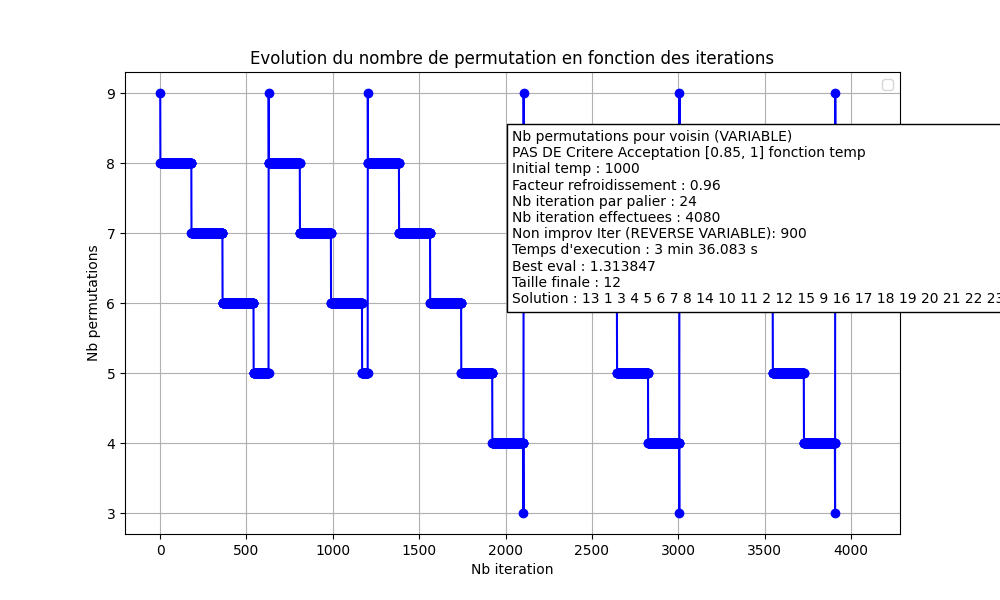 Evolution du nombre de permutation en fonction des iterations
Nb permutations
9
8
7
6
5
4
3
Nb permutations pour voisin (VARIABLE)
PAS DE Critere Acceptation [0.85, 1] fonction temp
Initial temp : 1000
Facteur refroidissement : 0.96
Nb iteration par palier : 24
Nb iteration effectuees : 4080
Non improv Iter (REVERSE VARIABLE): 900
Temps d'execution : 3 min 36.083 s
Best eval : 1.313847
Taille finale : 12
Solution : 13 1 3 4 5 6 7 8 14 10 11 2 12 15 9 16 17 18 19 20 21 22 23
0 500 1000 1500 2000 2500 3000 3500 4000
Nb iteration